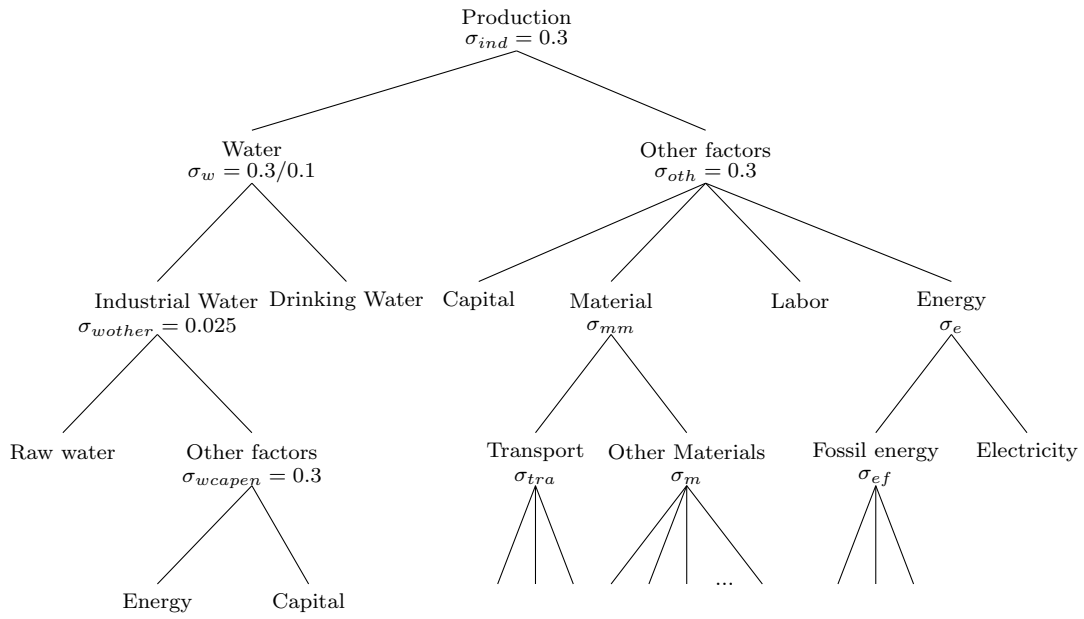 Production
σ_ind = 0.3
Water
σ_w = 0.3/0.1
Other factors
σ_oth = 0.3
Industrial Water
σ_wother = 0.025
Drinking Water
Capital
Material
σ_mm
Labor
Energy
σ_e
Raw water
Other factors
σ_wcapen = 0.3
Transport
σ_tra
Other Materials
σ_m
Fossil energy
σ_ef
Electricity
...
Energy
Capital